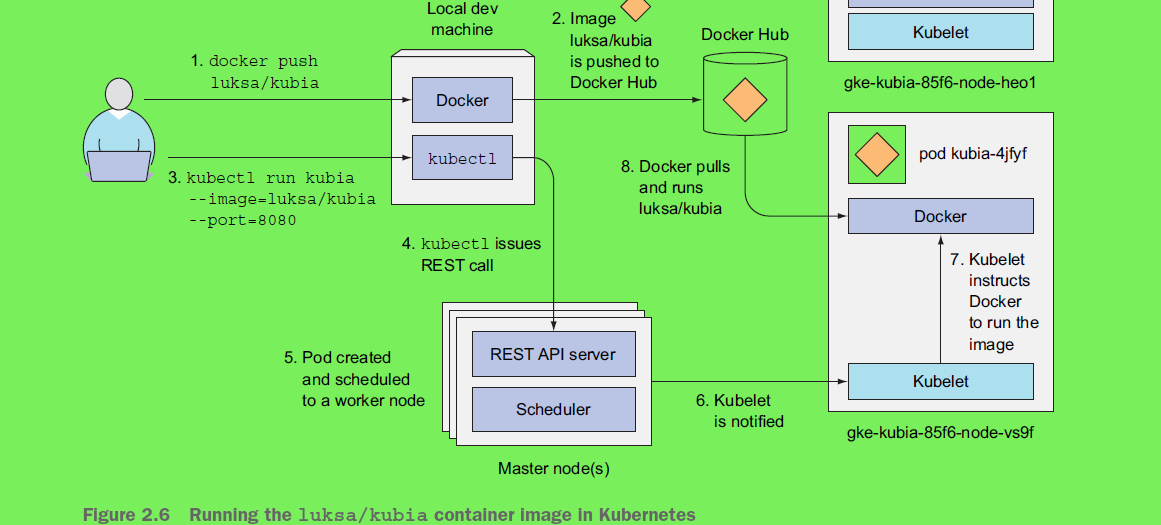 Local dev
machine
1. docker push
luksa/kubia
2. Image
luksa/kubia
is pushed to
Docker Hub
Docker Hub
Kubelet
gke-kubia-85f6-node-heo1
Docker
kubectl
3. kubectl run kubia
--image=luksa/kubia
--port=8080
4. kubectl issues
REST call
8. Docker pulls
and runs
luksa/kubia
pod kubia-4jfyf
Docker
7. Kubelet
instructs
Docker
to run the
image
Kubelet
gke-kubia-85f6-node-vs9f
5. Pod created
and scheduled
to a worker node
REST API server
Scheduler
Master node(s)
6. Kubelet
is notified
Figure 2.6 Running the luksa/kubia container image in Kubernetes